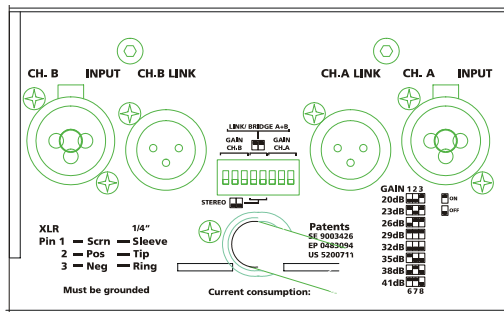 CH. B INPUT CH.B LINK CH.A LINK CH. A INPUT
LINK/ BRIDGE A+B
GAIN CH.B GAIN CH.A
STEREO
XLR 1/4"
Pin 1 — Scrn — Sleeve
2 — Pos — Tip
3 — Neg — Ring
Must be grounded
Current consumption:
Patents
SE 9003426
EP 0483094
US 5200711
GAIN 1 2 3
20dB ON
23dB OFF
26dB
29dB
32dB
35dB
38dB
41dB
6 7 8